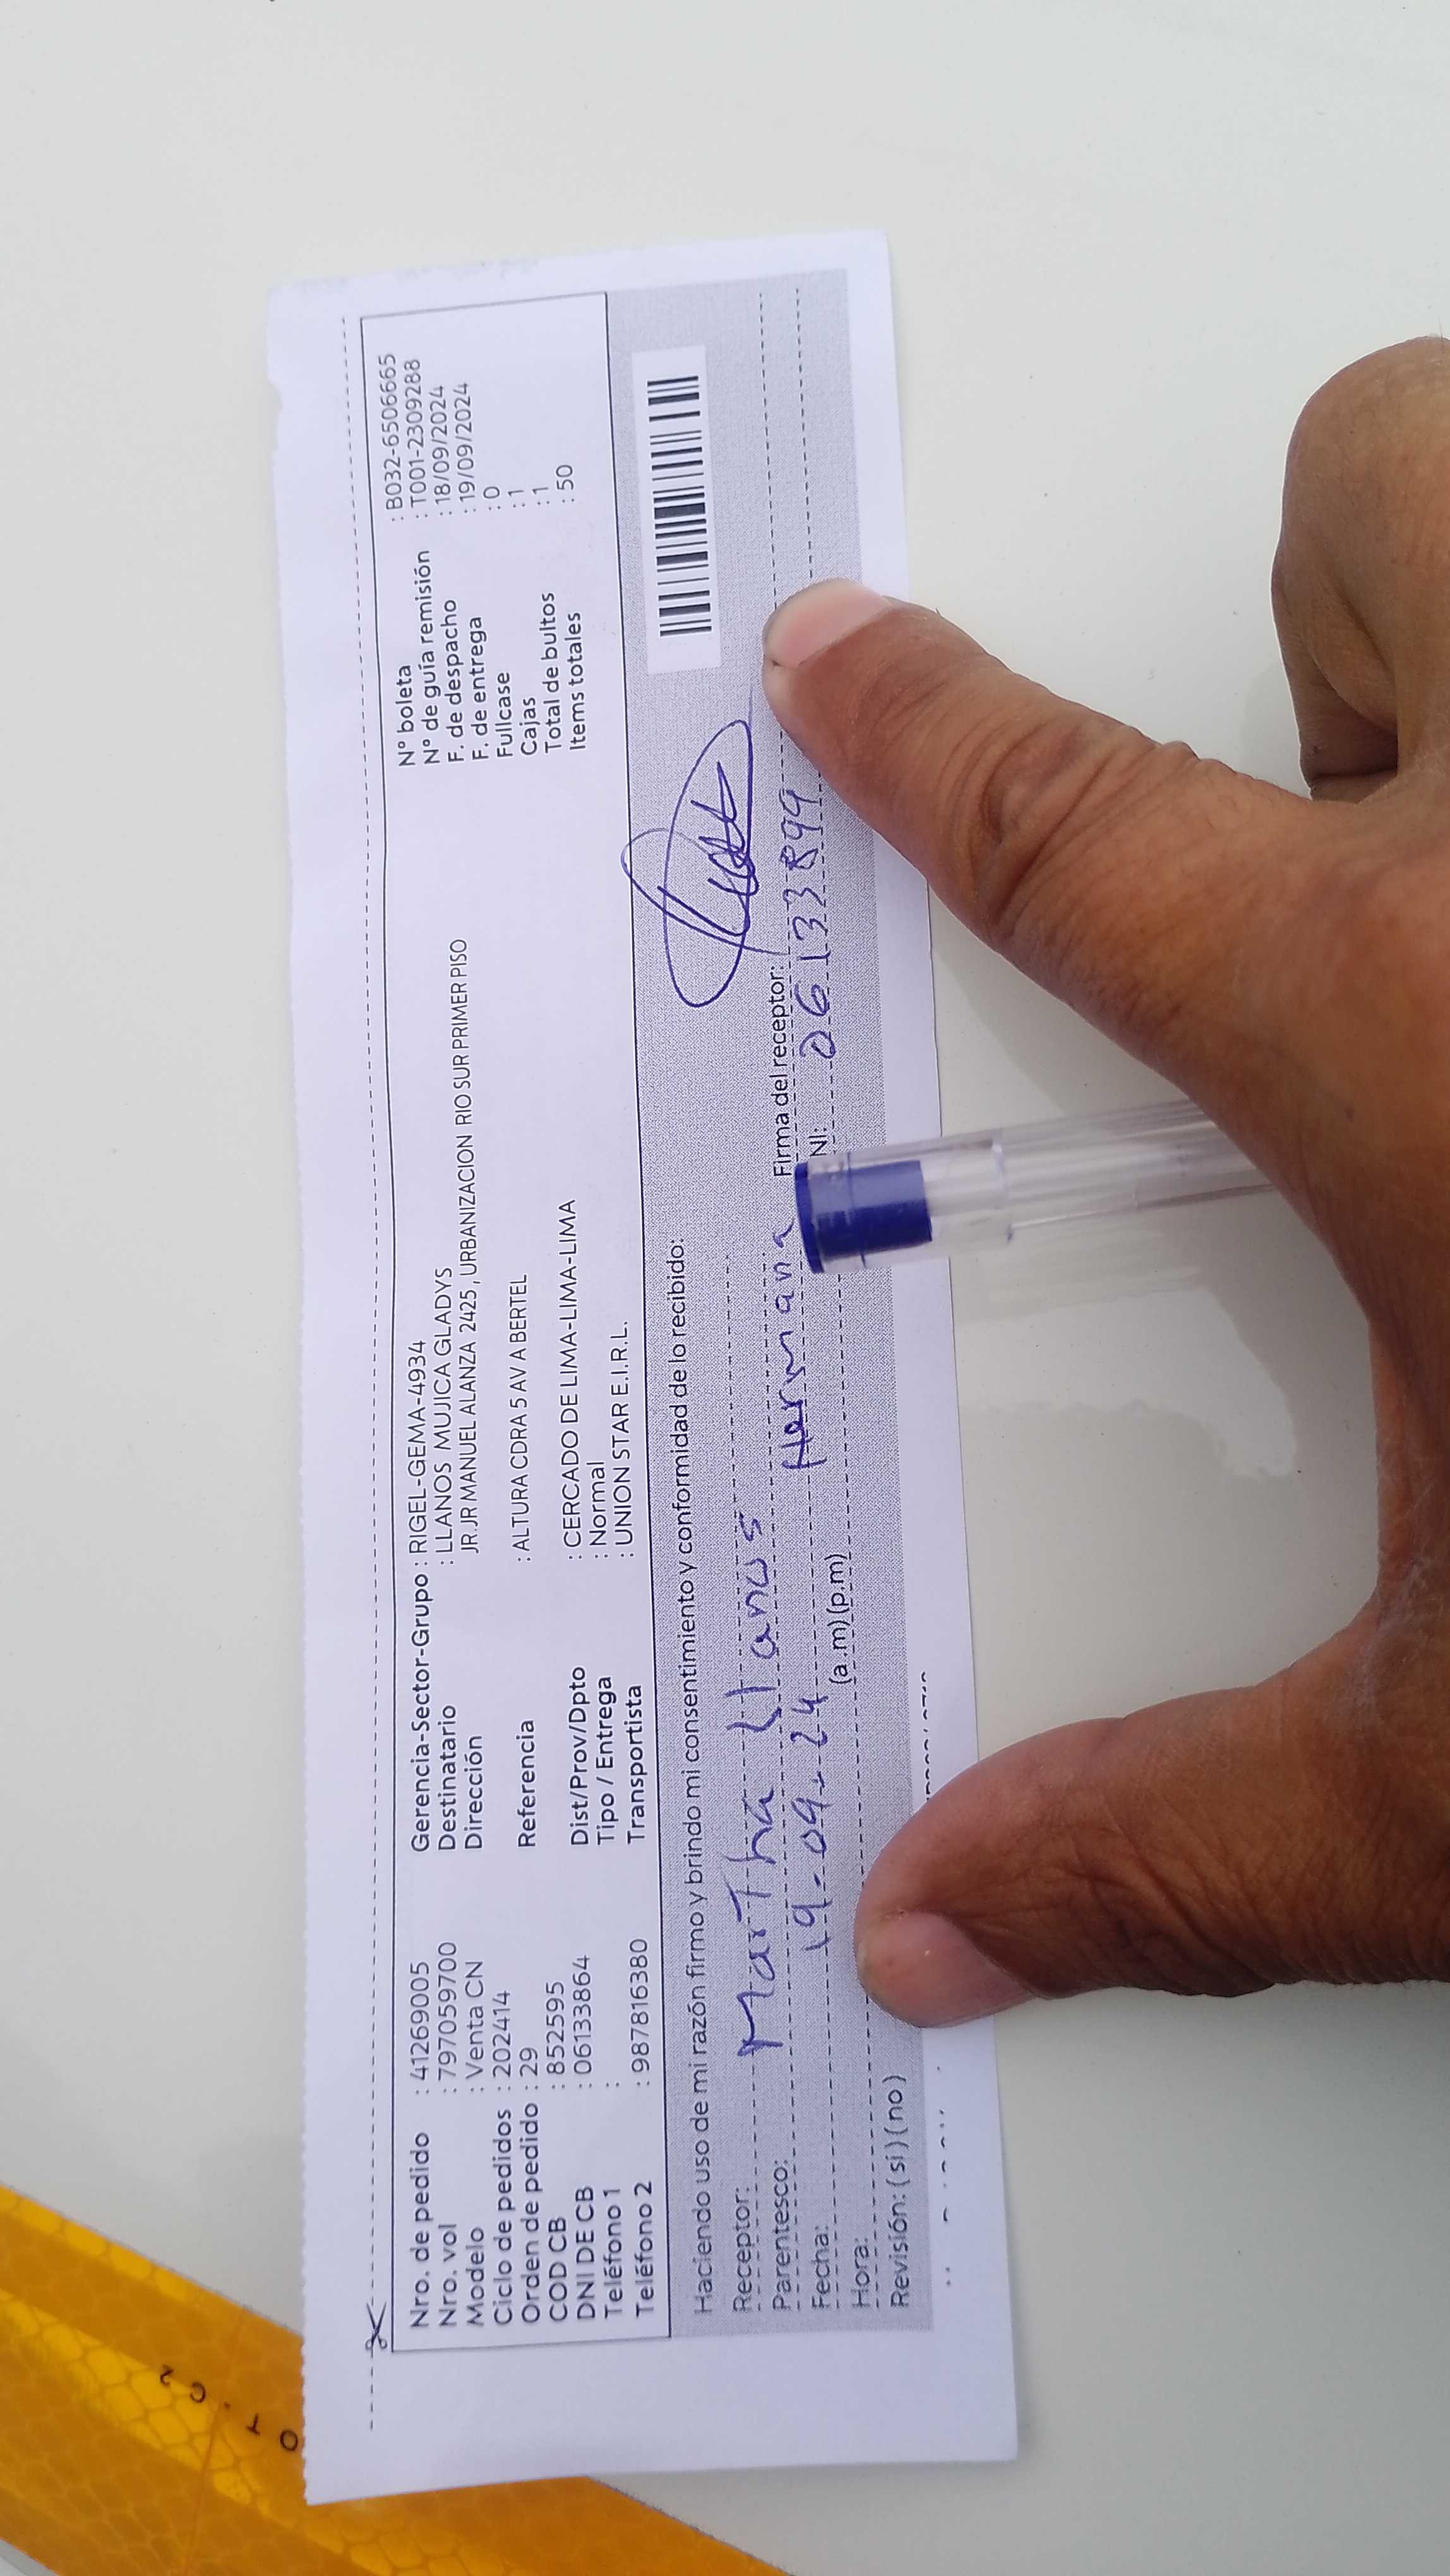 Nro. de pedido : 41269005 Gerencia-Sector-Grupo : RIGEL-GEMA-4934 N° boleta : B032-6506665
Nro. vol : 797059700 Destinatario : LLANOS MUJICA GLADYS N° de guía remisión : T001-2309288
Modelo : Venta CN Dirección JR.JR MANUEL ALANZA 2425 , URBANIZACION RIO SUR PRIMER PISO F. de despacho : 18/09/2024
Ciclo de pedidos : 202414 F. de entrega : 19/09/2024
Orden de pedido : 29 Referencia : ALTURA CDRA 5 AV A BERTEL Fullcase : 0
COD CB : 852595 Cajas : 1
DNI DE CB : 06133864 Dist/Prov/Dpto : CERCADO DE LIMA-LIMA-LIMA Total de bultos : 1
Teléfono 1 : Tipo / Entrega : Normal Items totales : 50
Teléfono 2 : 987816380 Transportista : UNION STAR E.I.R.L.
Haciendo uso de mi razón firmo y brindo mi consentimiento y conformidad de lo recibido:
Receptor: Martha Llanos
Parentesco: Hermana Firma del receptor:
Fecha: 19-09-24 NI: 06133899
Hora: (a.m) (p.m)
Revisión: ( si ) ( no )